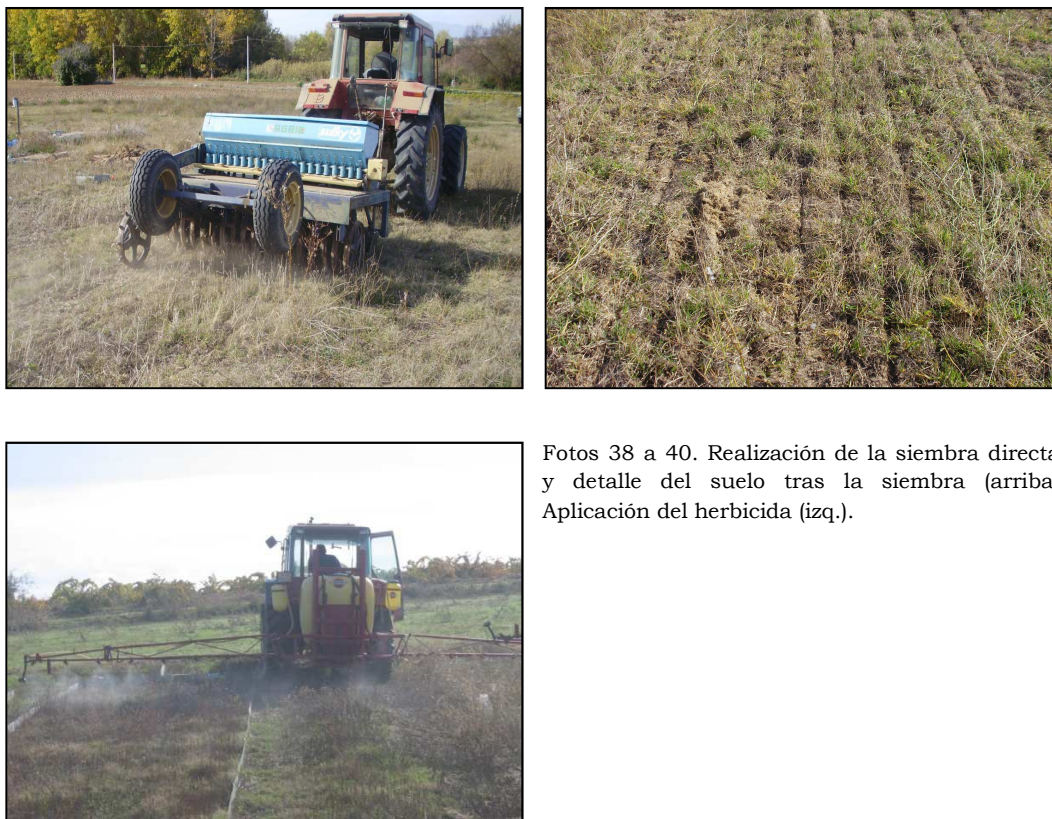 Fotos 38 a 40. Realización de la siembra directa
y detalle del suelo tras la siembra (arriba
Aplicación del herbicida (izq.).